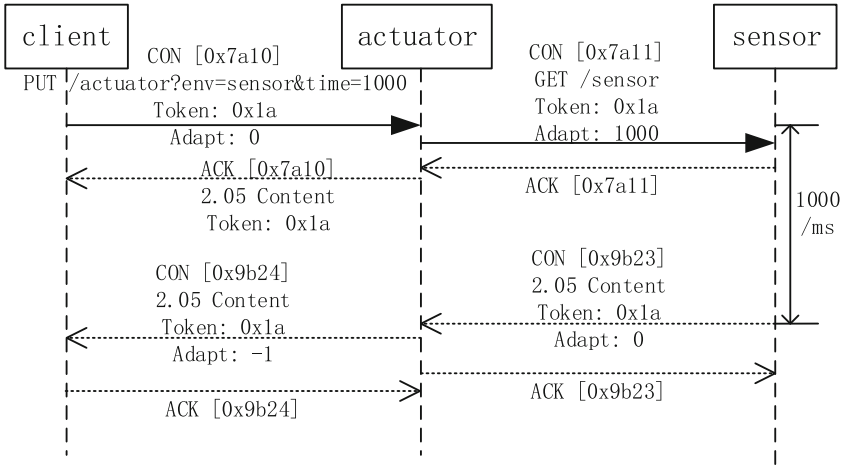 client
actuator
sensor
CON [0x7a10]
PUT /actuator?env=sensor&time=1000
Token: 0x1a
Adapt: 0
CON [0x7a11]
GET /sensor
Token: 0x1a
Adapt: 1000
ACK [0x7a10]
2.05 Content
Token: 0x1a
ACK [0x7a11]
1000
/ms
CON [0x9b24]
2.05 Content
Token: 0x1a
Adapt: -1
CON [0x9b23]
2.05 Content
Token: 0x1a
Adapt: 0
ACK [0x9b24]
ACK [0x9b23]